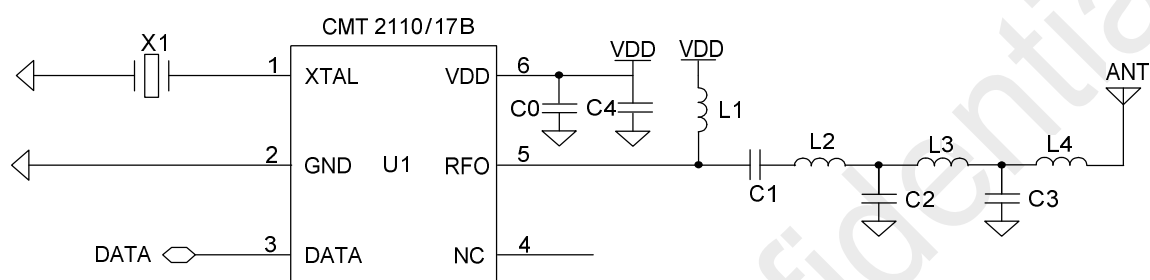 CMT 2110/17B
X1
VDD
VDD
ANT
1
XTAL
VDD
6
C0
C4
L1
2
GND
U1
RFO
5
L2
L3
L4
C1
C2
C3
DATA
3
DATA
NC
4